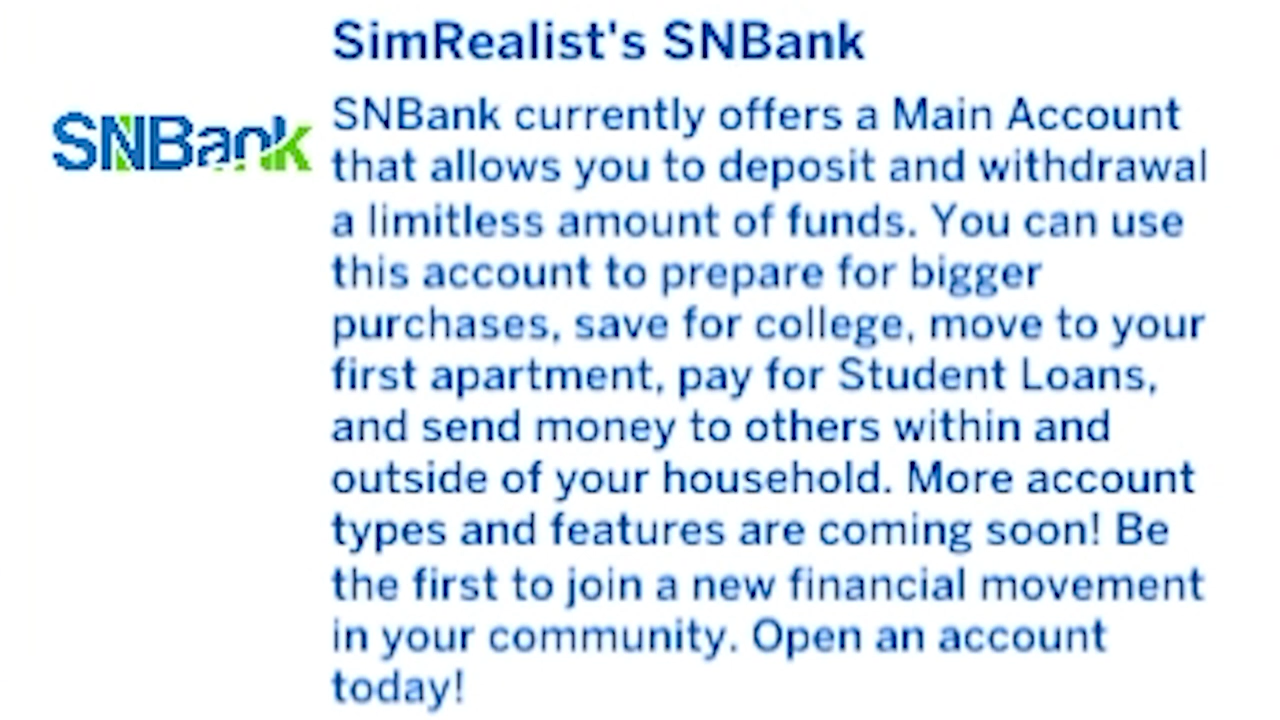 SimRealist's SNBank
SNBank
SNBank currently offers a Main Account
that allows you to deposit and withdrawal
a limitless amount of funds. You can use
this account to prepare for bigger
purchases, save for college, move to your
first apartment, pay for Student Loans,
and send money to others within and
outside of your household. More account
types and features are coming soon! Be
the first to join a new financial movement
in your community. Open an account
today!